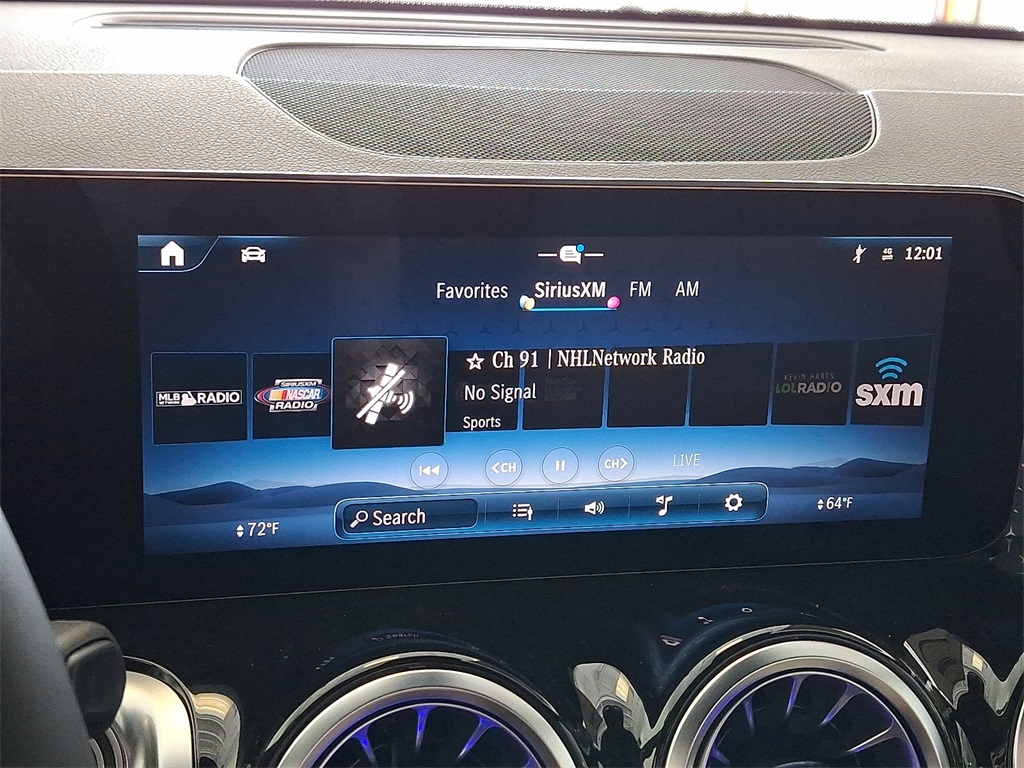 4G
12:01
Favorites SiriusXM FM AM
☆ Ch 91 | NHLNetwork Radio
No Signal
Sports
MLB RADIO
SIRIUSXM
NASCAR
RADIO
KEVIN HART'S
LOL RADIO
sxm
<CH
CH>
LIVE
72°F
Search
64°F